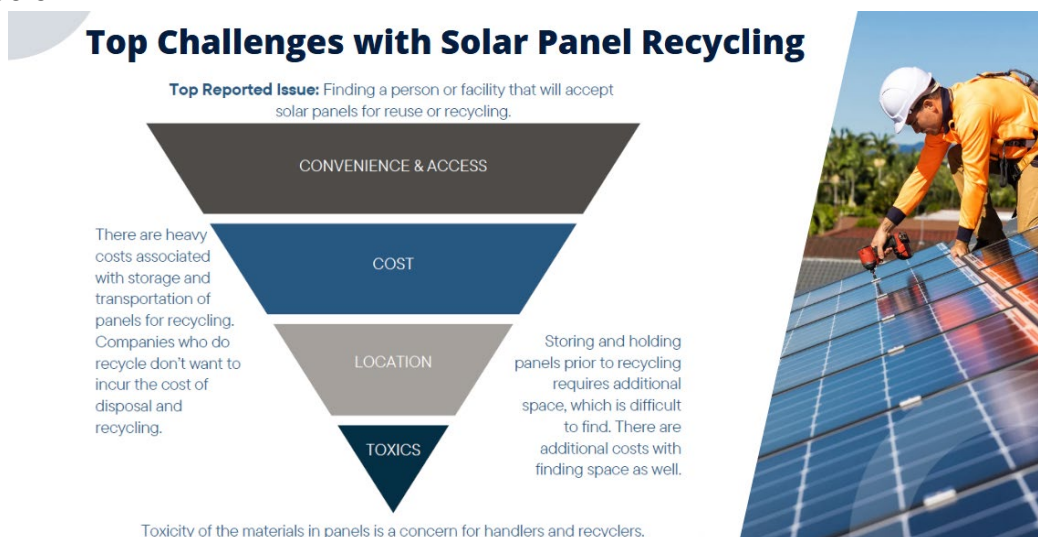 Top Challenges with Solar Panel Recycling
Top Reported Issue: Finding a person or facility that will accept
solar panels for reuse or recycling.
CONVENIENCE & ACCESS
There are heavy
costs associated
with storage and
transportation of
panels for recycling.
Companies who do
recycle don't want to
incur the cost of
disposal and
recycling.
COST
LOCATION
Storing and holding
panels prior to recycling
requires additional
space, which is difficult
to find. There are
additional costs with
finding space as well.
TOXICS
Toxicity of the materials in panels is a concern for handlers and recyclers.